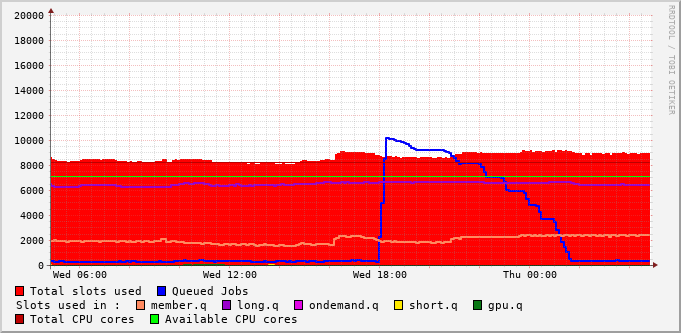 RRDTOOL / TOBI OETIKER
20000
18000
16000
14000
12000
10000
8000
6000
4000
2000
0
Wed 06:00 Wed 12:00 Wed 18:00 Thu 00:00
Total slots used Queued Jobs
Slots used in : member.q long.q ondemand.q short.q gpu.q
Total CPU cores Available CPU cores